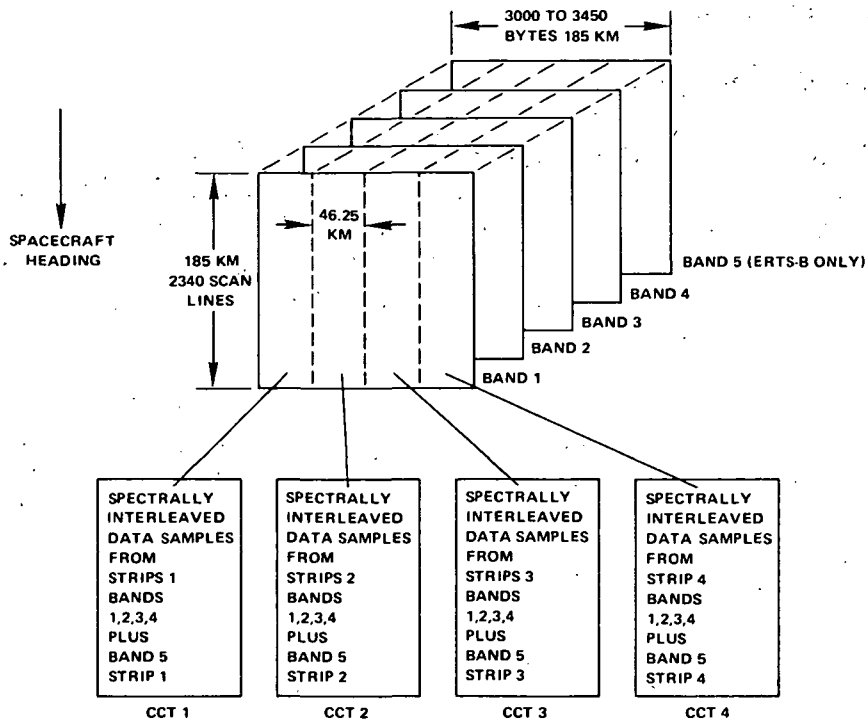 3000 TO 3450
BYTES 185 KM
SPACECRAFT
HEADING
185 KM
2340 SCAN
LINES
46.25
KM
BAND 5 (ERTS-B ONLY)
BAND 4
BAND 3
BAND 2
BAND 1
SPECTRALLY
INTERLEAVED
DATA SAMPLES
FROM
STRIPS 1
BANDS
1,2,3,4
PLUS
BAND 5
STRIP 1
CCT 1
SPECTRALLY
INTERLEAVED
DATA SAMPLES
FROM
STRIPS 2
BANDS
1,2,3,4
PLUS
BAND 5
STRIP 2
CCT 2
SPECTRALLY
INTERLEAVED
DATA SAMPLES
FROM
STRIPS 3
BANDS
1,2,3,4
PLUS
BAND 5
STRIP 3
CCT 3
SPECTRALLY
INTERLEAVED
DATA SAMPLES
FROM
STRIP 4
BANDS
1,2,3,4
PLUS
BAND 5
STRIP 4
CCT 4